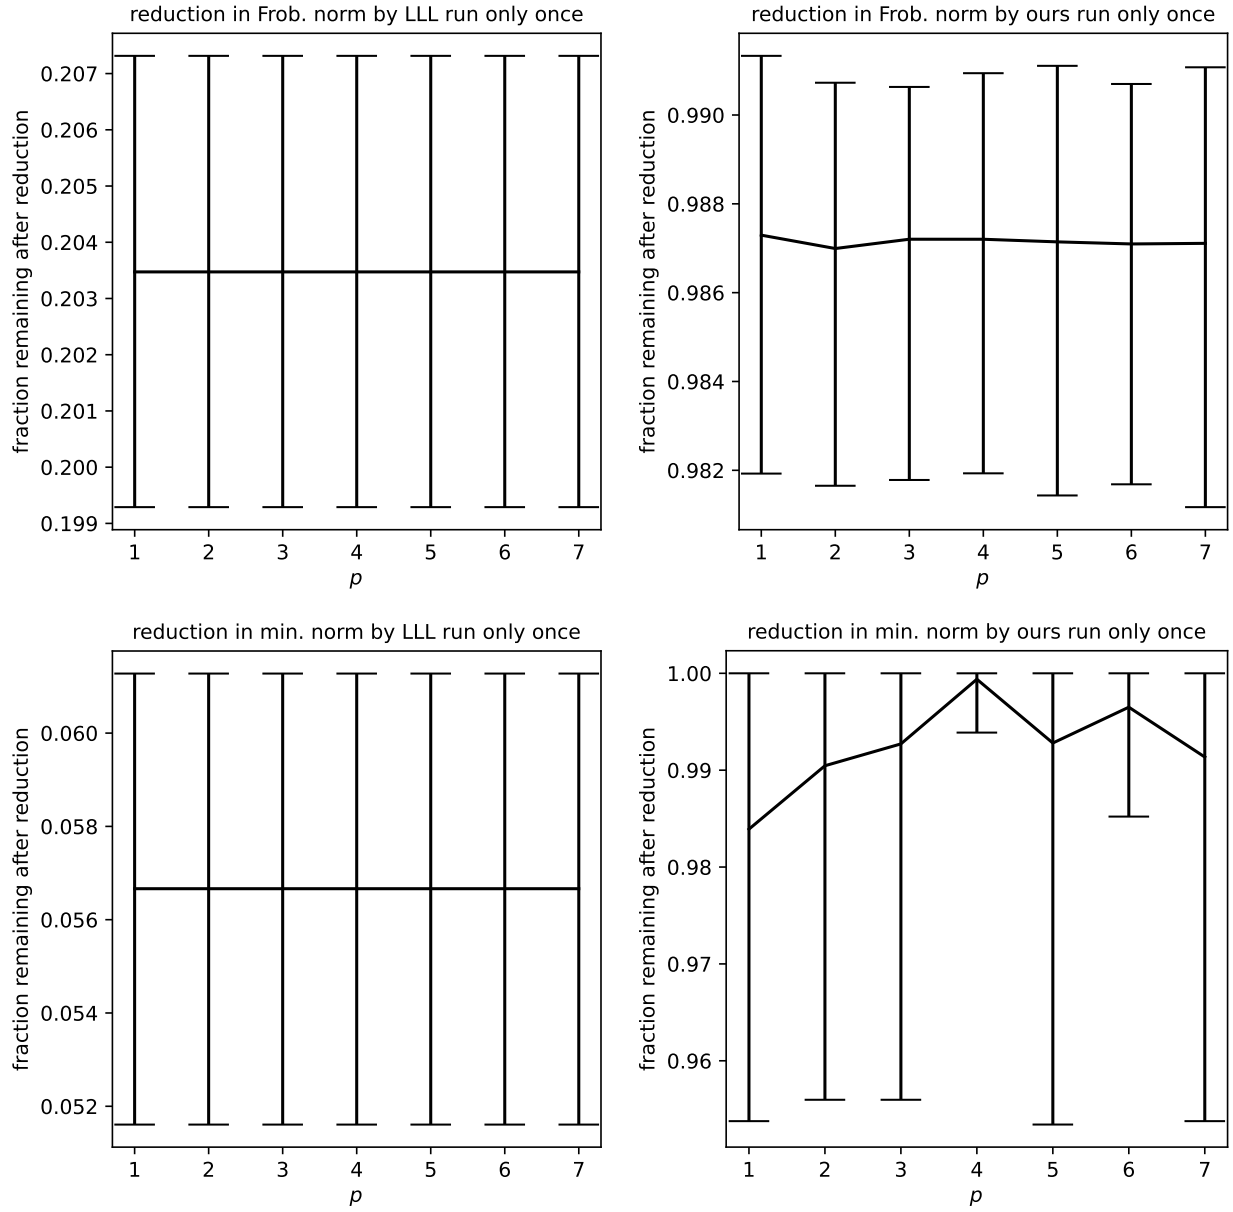 reduction in Frob. norm by LLL run only once
fraction remaining after reduction
0.207
0.206
0.205
0.204
0.203
0.202
0.201
0.200
0.199
1 2 3 4 5 6 7
p
reduction in Frob. norm by ours run only once
fraction remaining after reduction
0.990
0.988
0.986
0.984
0.982
1 2 3 4 5 6 7
p
reduction in min. norm by LLL run only once
fraction remaining after reduction
0.060
0.058
0.056
0.054
0.052
1 2 3 4 5 6 7
p
reduction in min. norm by ours run only once
fraction remaining after reduction
1.00
0.99
0.98
0.97
0.96
1 2 3 4 5 6 7
p